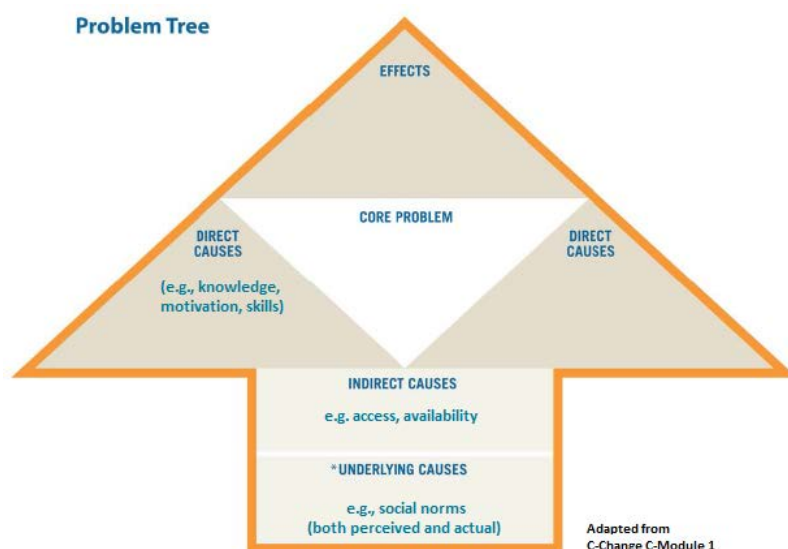 Problem Tree
EFFECTS
CORE PROBLEM
DIRECT
CAUSES
(e.g., knowledge,
motivation, skills)
DIRECT
CAUSES
INDIRECT CAUSES
e.g. access, availability
*UNDERLYING CAUSES
e.g., social norms
(both perceived and actual)
Adapted from
C-Change C-Module 1